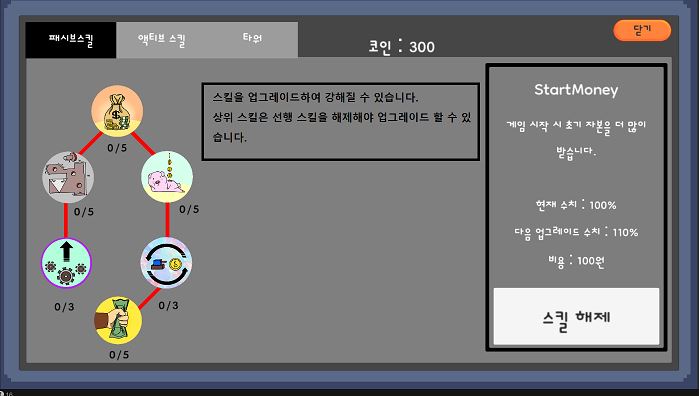 패시브스킬
액티브 스킬
타워
코인 : 300
닫기
스킬을 업그레이드하여 강해질 수 있습니다.
상위 스킬은 선행 스킬을 해제해야 업그레이드 할 수 있
습니다.
0/5
0/5
0/5
0/3
0/3
0/5
StartMoney
게임 시작 시 초기 자본을 더 많이
받습니다.
현재 수치 : 100%
다음 업그레이드 수치 : 110%
비용 : 100원
스킬 해제
16